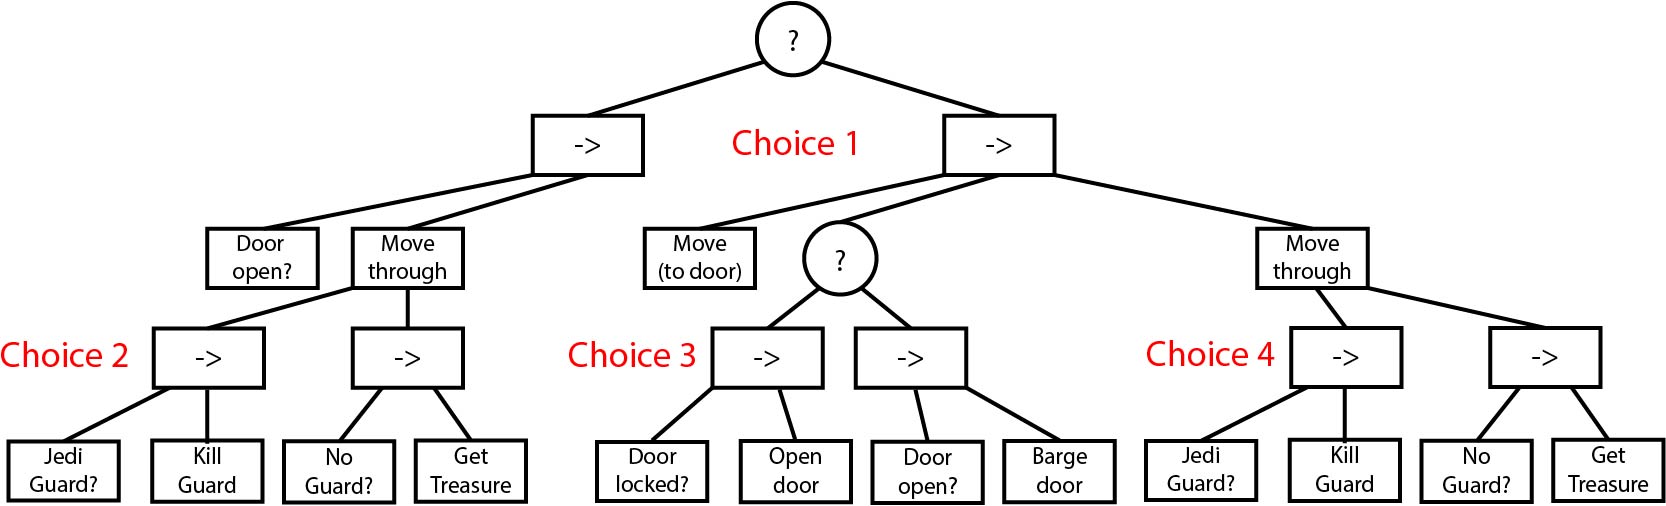 ?
->
Choice 1
->
Door
open?
Move
through
Move
(to door)
?
Move
through
Choice 2
->
->
Choice 3
->
->
Choice 4
->
->
Jedi
Guard?
Kill
Guard
No
Guard?
Get
Treasure
Door
locked?
Open
door
Door
open?
Barge
door
Jedi
Guard?
Kill
Guard
No
Guard?
Get
Treasure